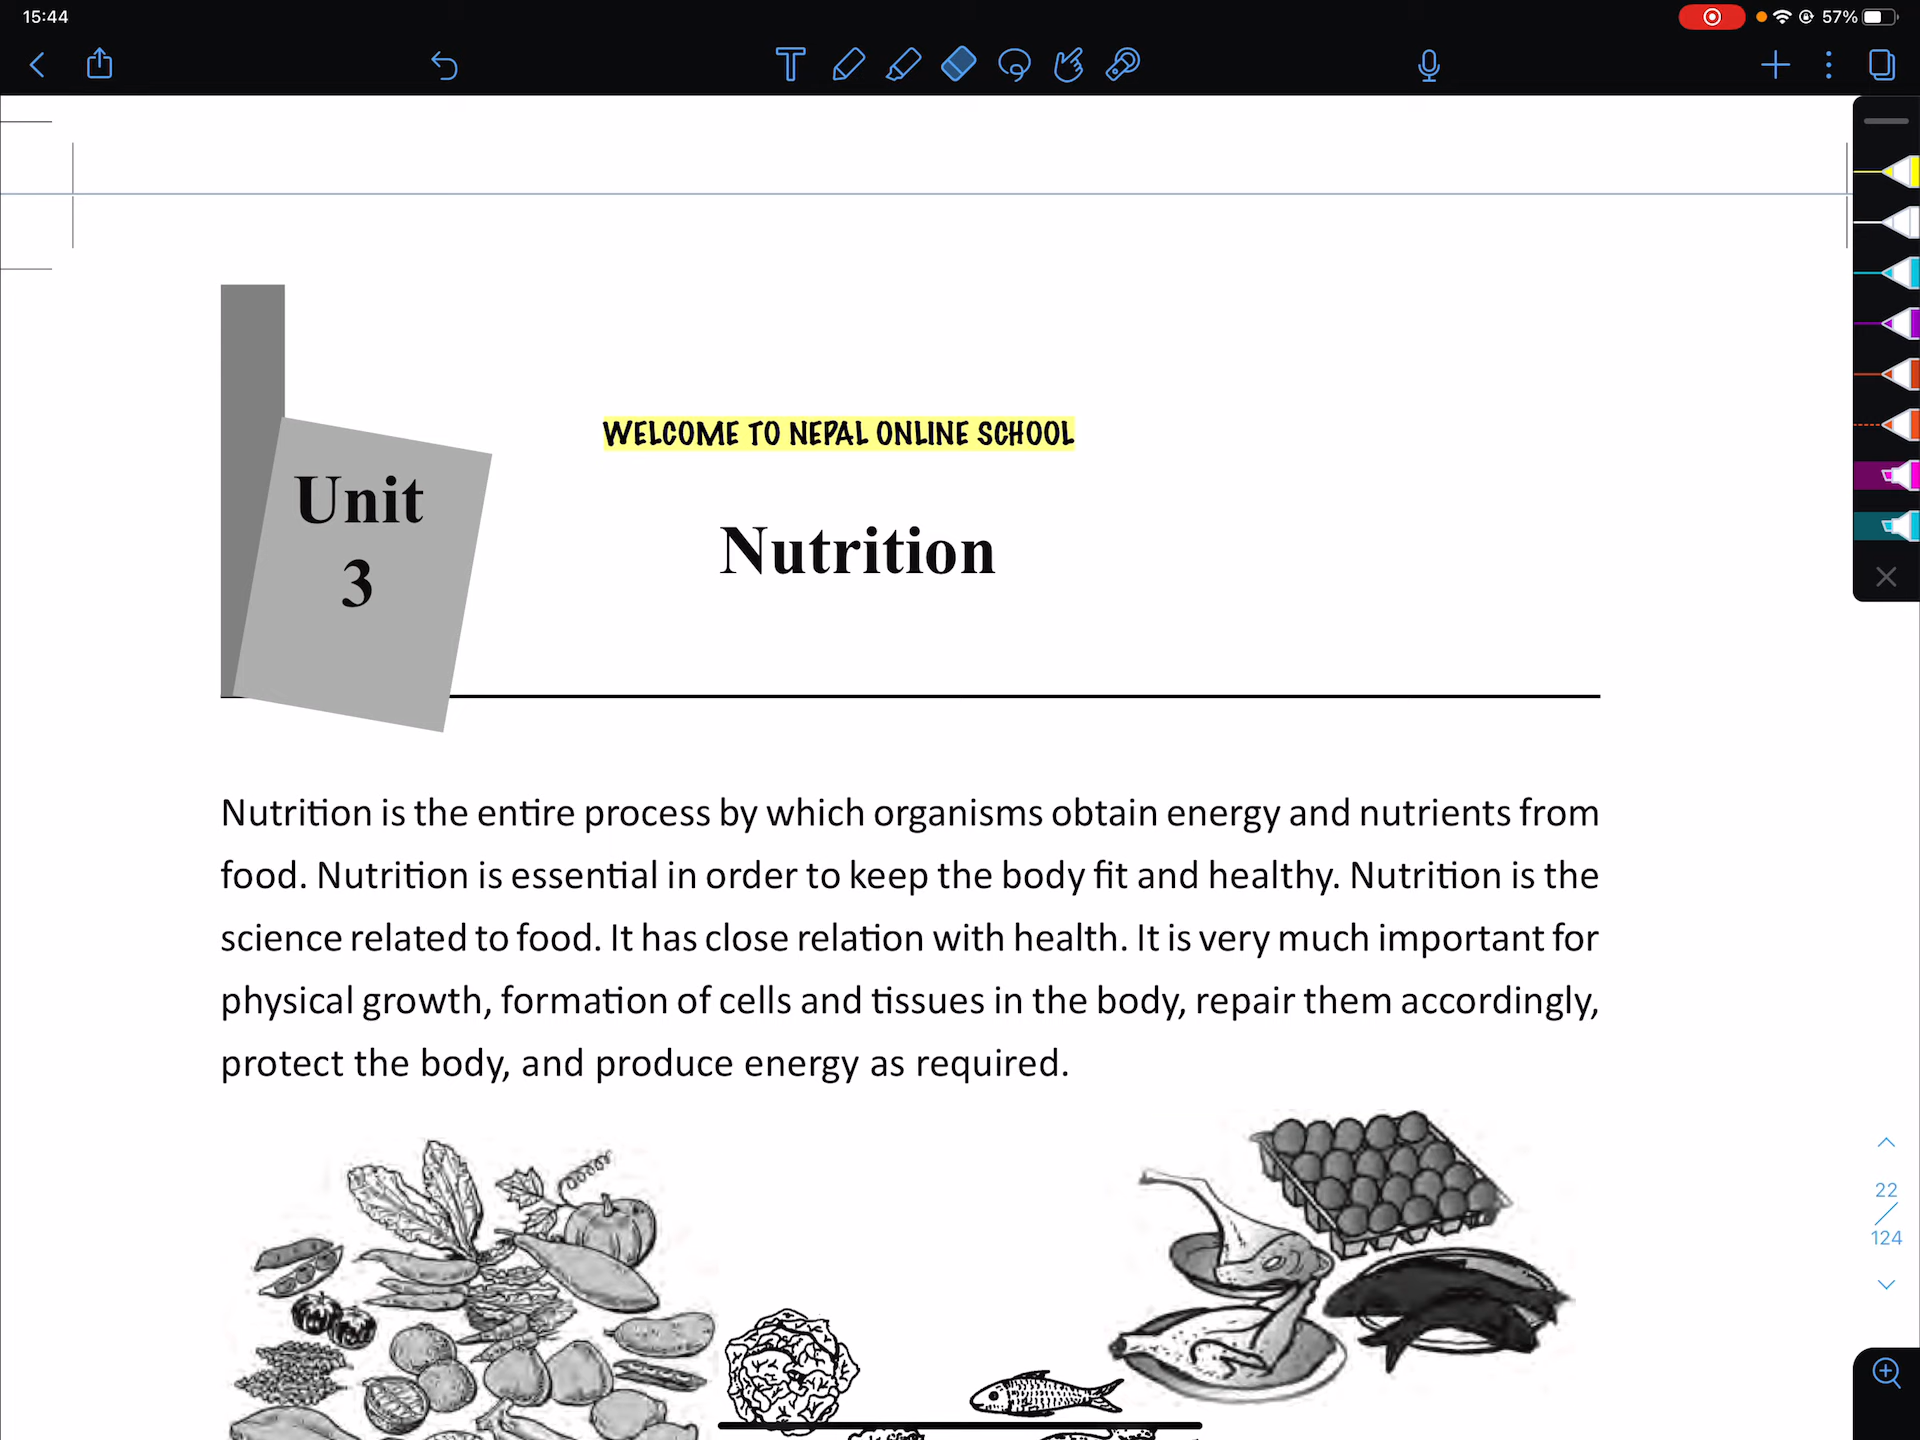 15:44
57%
WELCOME TO NEPAL ONLINE SCHOOL
Unit
3
Nutrition
Nutrition is the entire process by which organisms obtain energy and nutrients from
food. Nutrition is essential in order to keep the body fit and healthy. Nutrition is the
science related to food. It has close relation with health. It is very much important for
physical growth, formation of cells and tissues in the body, repair them accordingly,
protect the body, and produce energy as required.
22
/
124